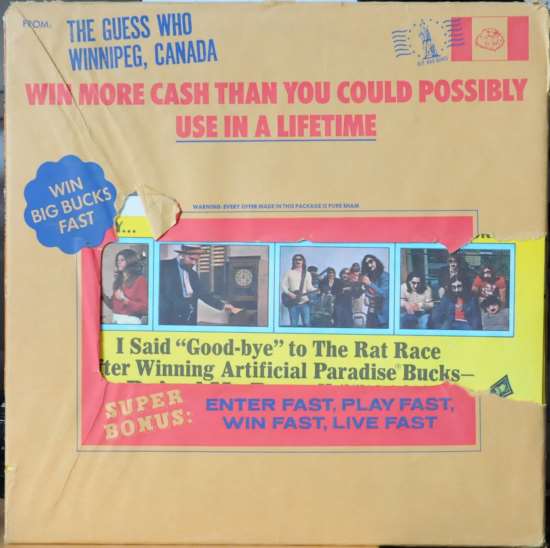 FROM:
THE GUESS WHO
WINNIPEG, CANADA
WIN MORE CASH THAN YOU COULD POSSIBLY
USE IN A LIFETIME
WIN
BIG BUCKS
FAST
WARNING: EVERY OFFER MADE IN THIS PACKAGE IS PURE SHAM
I Said "Good-bye" to The Rat Race
fter Winning Artificial Paradise Bucks—
SUPER
BONUS:
ENTER FAST, PLAY FAST,
WIN FAST, LIVE FAST